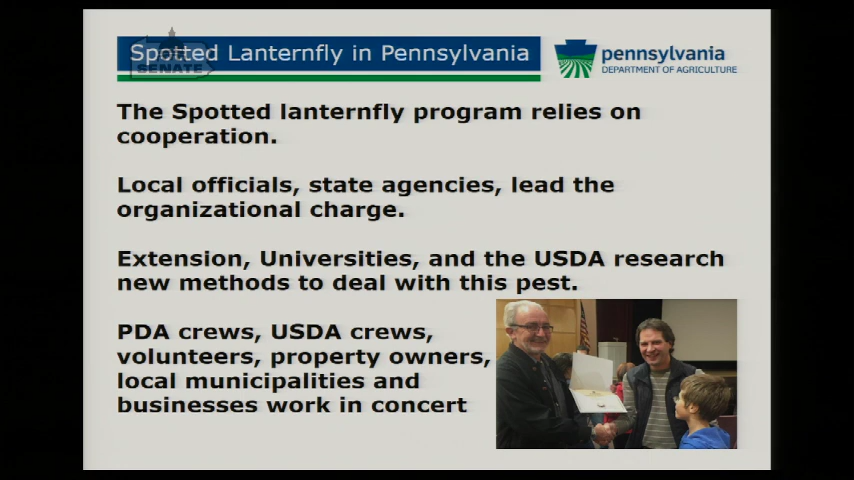 Spotted Lanternfly in Pennsylvania
SENATE
pennsylvania
DEPARTMENT OF AGRICULTURE
The Spotted lanternfly program relies on
cooperation.
Local officials, state agencies, lead the
organizational charge.
Extension, Universities, and the USDA research
new methods to deal with this pest.
PDA crews, USDA crews,
volunteers, property owners,
local municipalities and
businesses work in concert